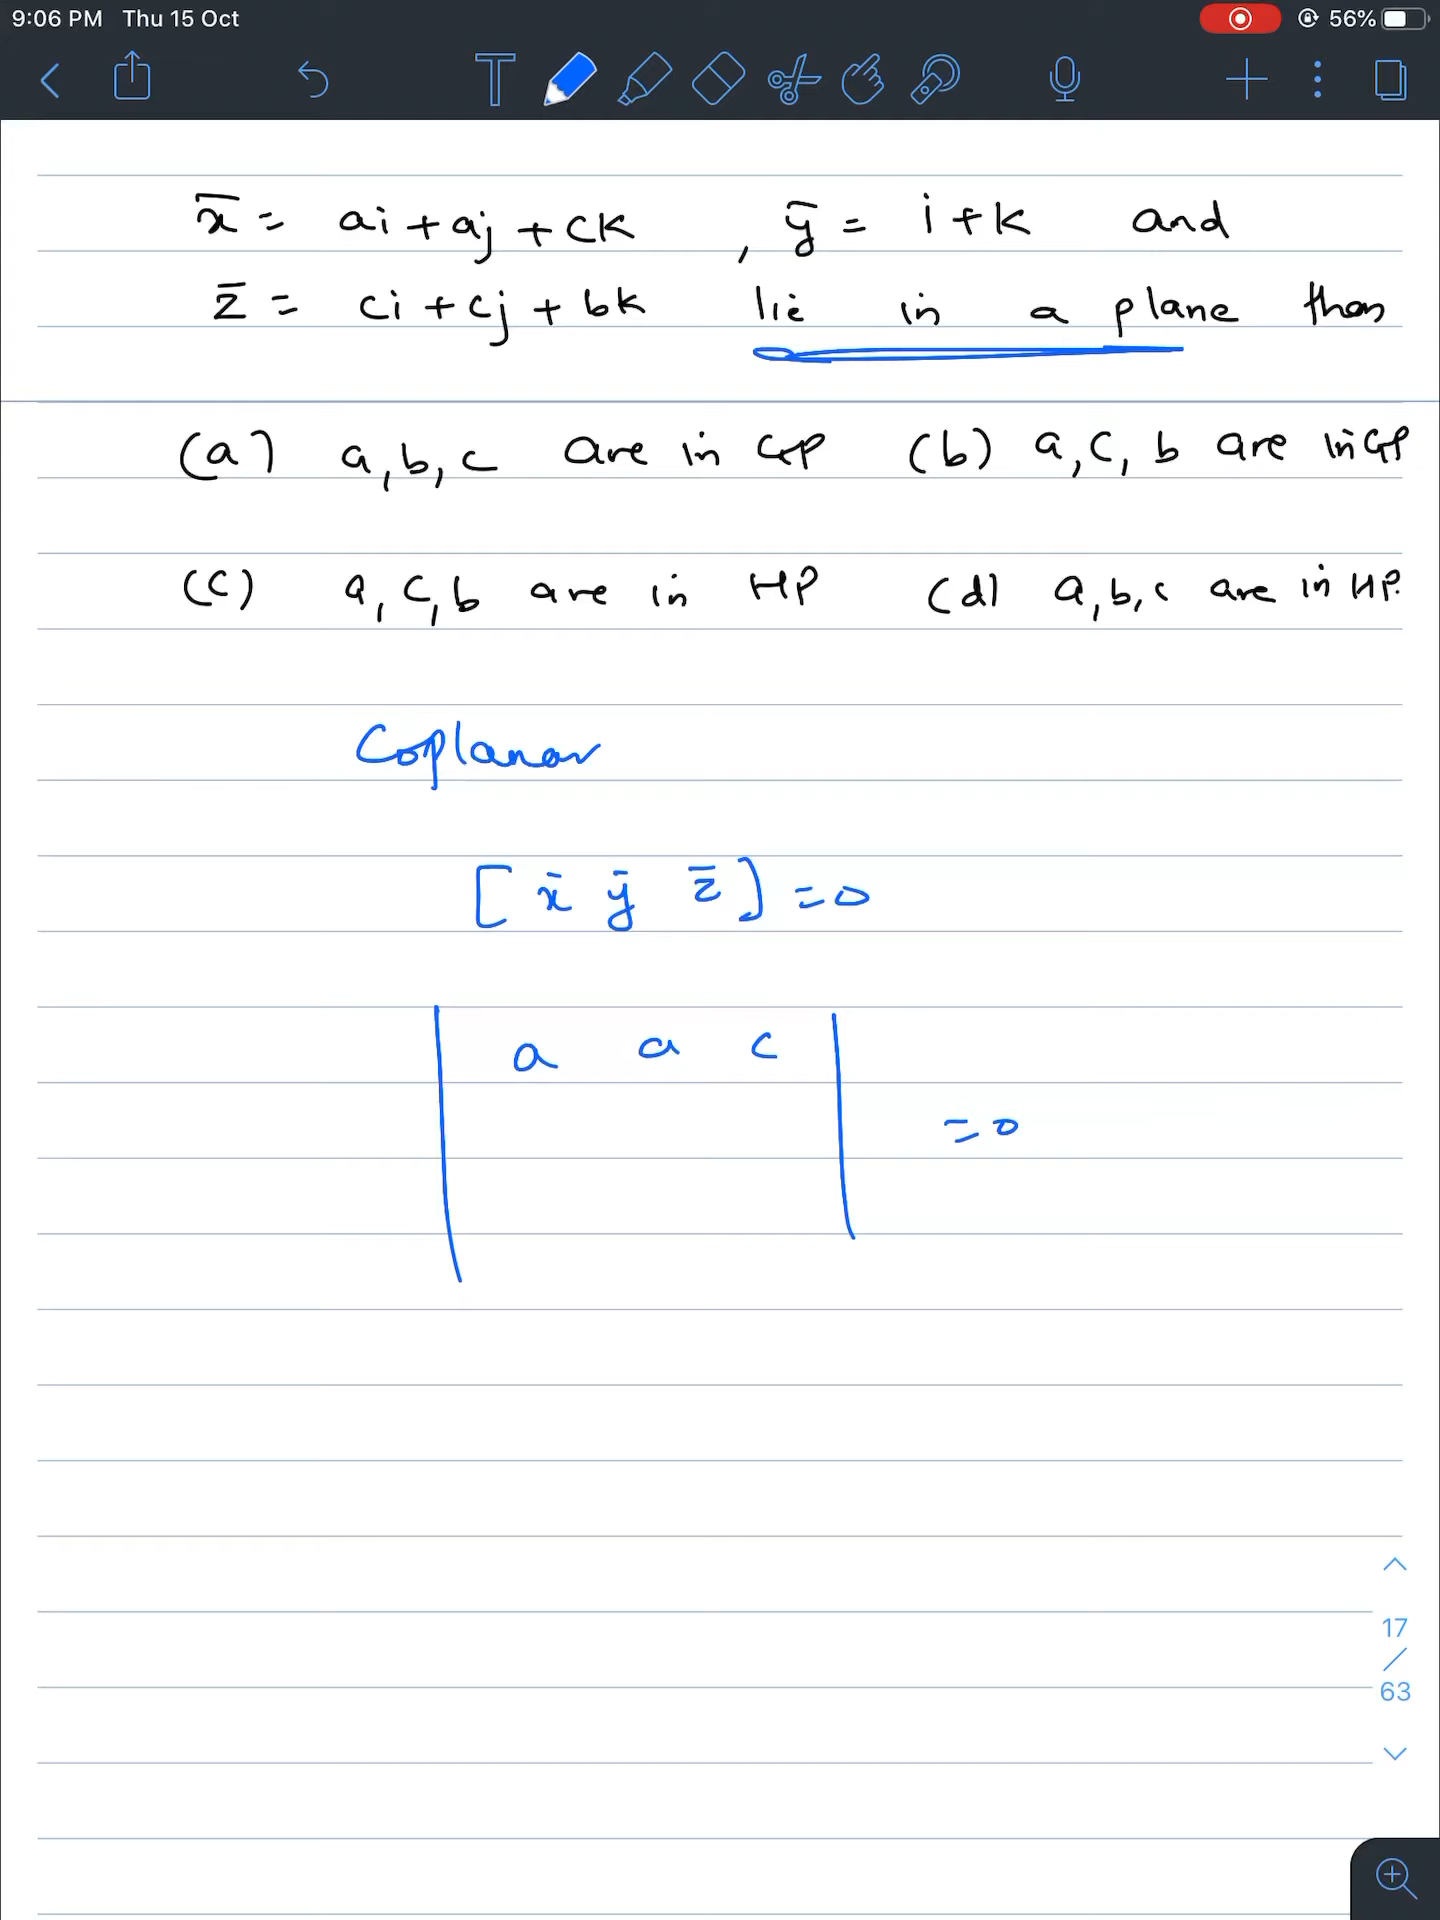 9:06 PM Thu 15 Oct 56%
T
x̄ = ai + aj + ck , ȳ = i + k and
z̄ = ci + cj + bk lie in a plane then
(a) a, b, c are in GP (b) a, c, b are in GP
(c) a, c, b are in HP (d) a, b, c are in HP.
Coplanar
[ x̄ ȳ z̄ ] = 0
| a a c | = 0
17
/
63